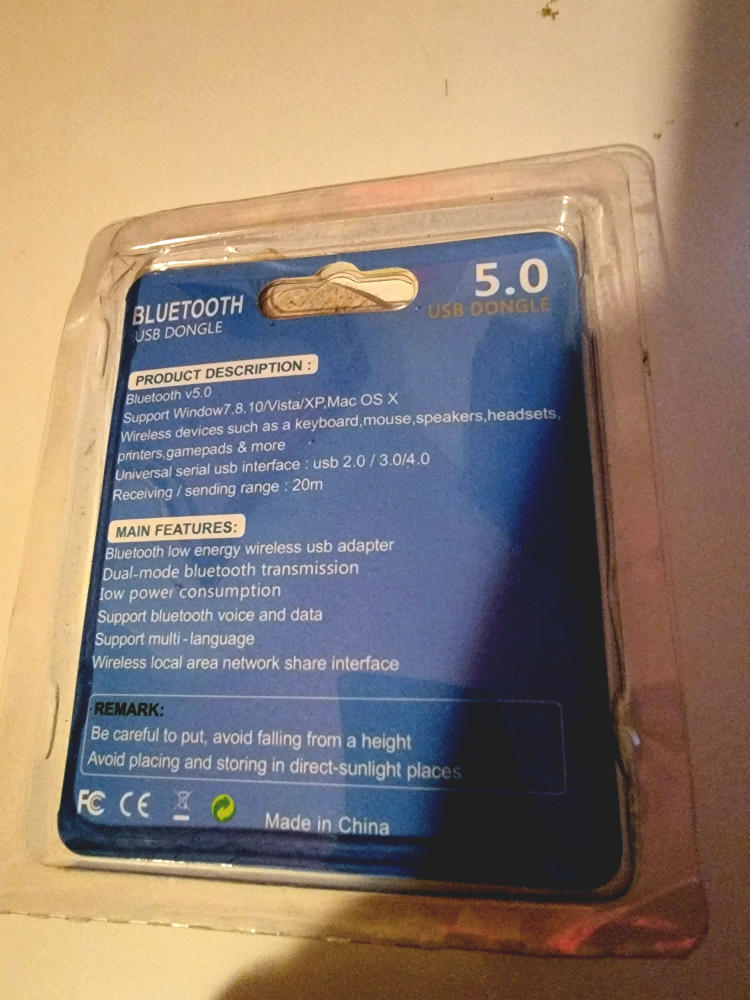 BLUETOOTH
USB DONGLE
5.0
USB DONGLE
PRODUCT DESCRIPTION :
Bluetooth v5.0
Support Window7.8.10/Vista/XP,Mac OS X
Wireless devices such as a keyboard,mouse,speakers,headsets,
printers,gamepads & more
Universal serial usb interface : usb 2.0 / 3.0/4.0
Receiving / sending range : 20m
MAIN FEATURES:
Bluetooth low energy wireless usb adapter
Dual-mode bluetooth transmission
low power consumption
Support bluetooth voice and data
Support multi-language
Wireless local area network share interface
REMARK:
Be careful to put, avoid falling from a height
Avoid placing and storing in direct-sunlight places
FC CE
Made in China